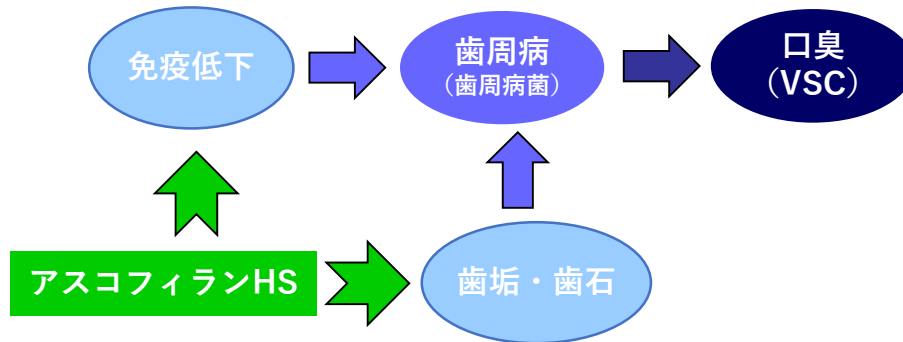 免疫低下
歯周病
（歯周病菌）
口臭
（VSC）
アスコフィランHS
歯垢・歯石